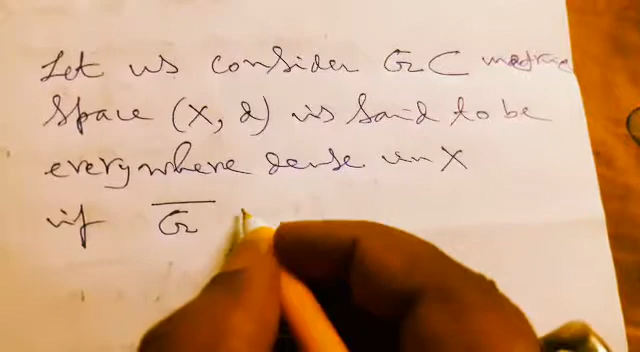 Let us consider G ⊂ metric
space (X, d) is said to be
everywhere dense in X
if G̅